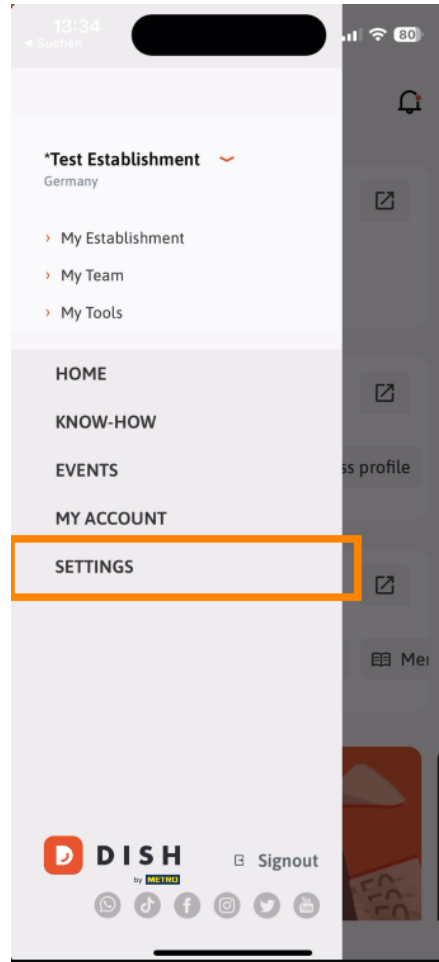 13:34
◀ Suchen
80
*Test Establishment
Germany
› My Establishment
› My Team
› My Tools
HOME
KNOW-HOW
EVENTS
ss profile
MY ACCOUNT
SETTINGS
Me
DISH
by METRO
Signout
You